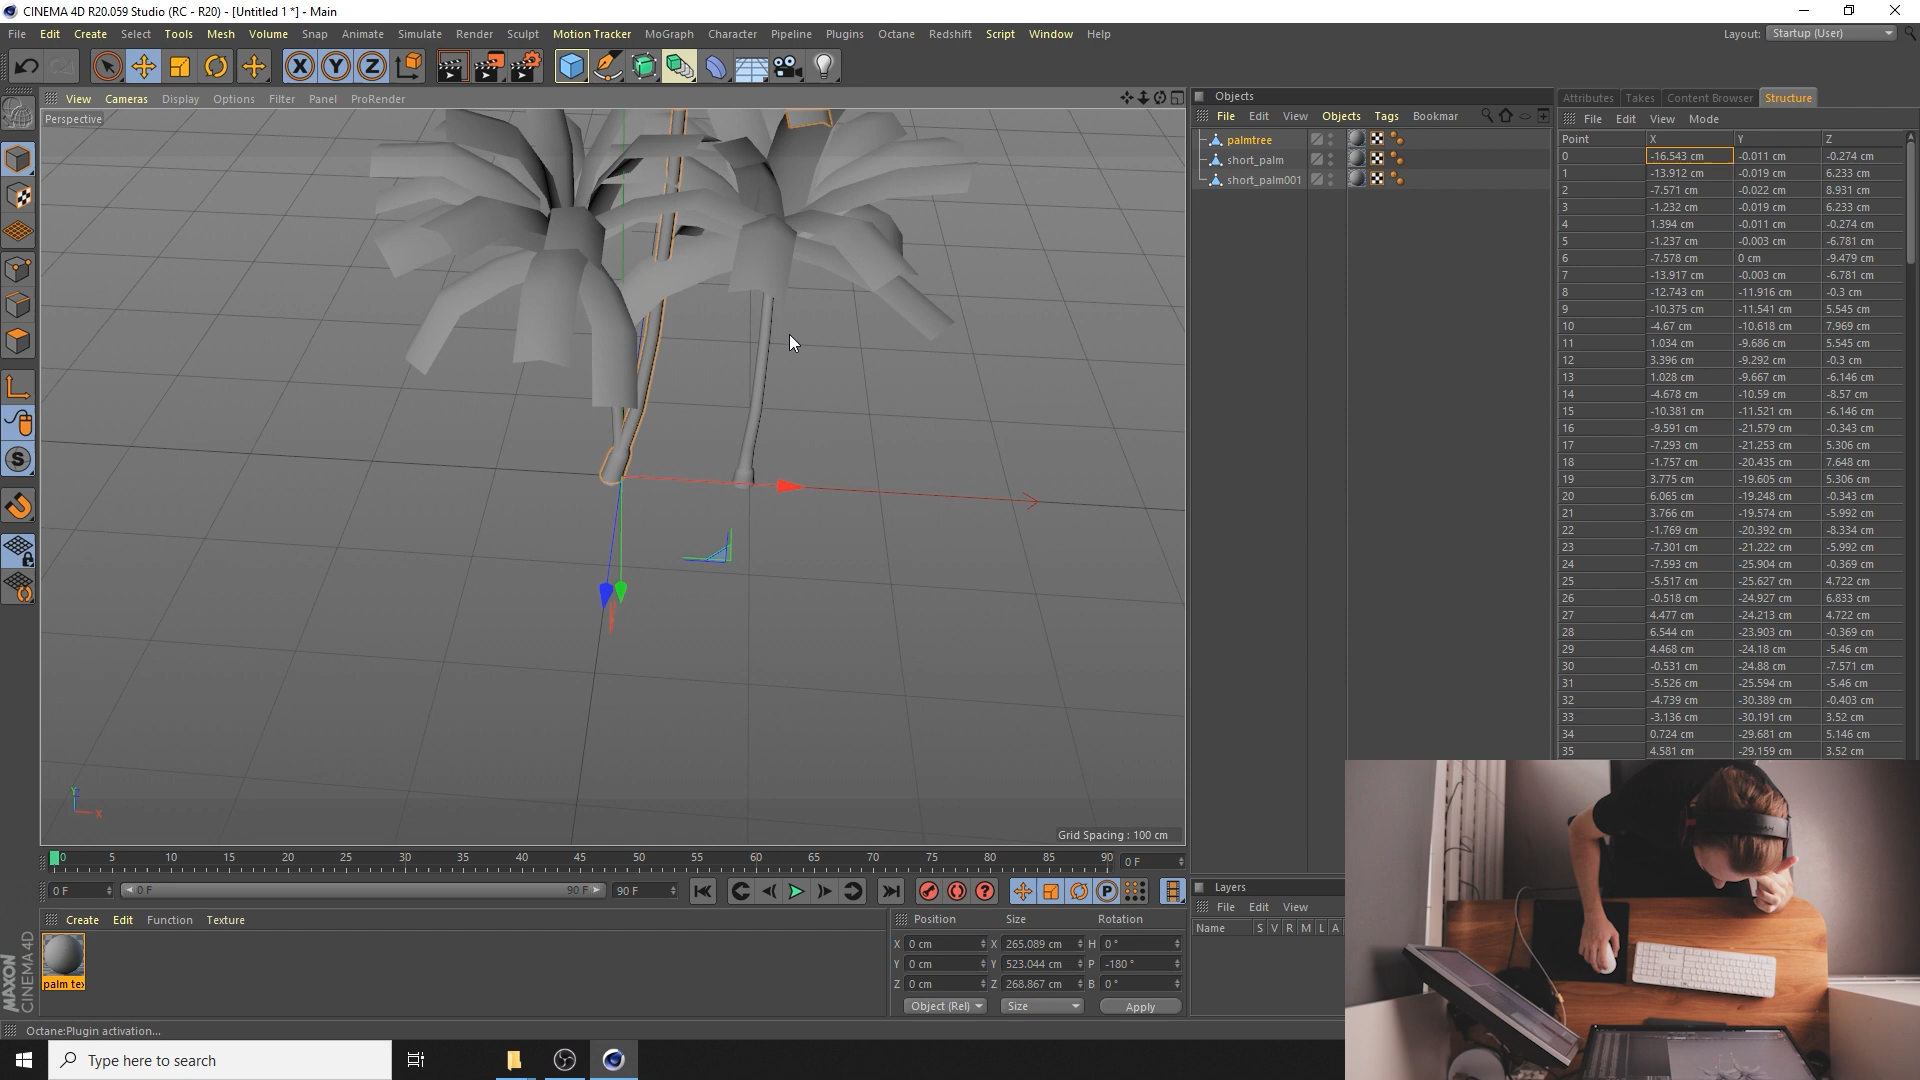 CINEMA 4D R20.059 Studio (RC - R20) - [Untitled 1 *] - Main
File Edit Create Select Tools Mesh Volume Snap Animate Simulate Render Sculpt Motion Tracker MoGraph Character Pipeline Plugins Octane Redshift Script Window Help Layout: Startup (User)
View Cameras Display Options Filter Panel ProRender
Perspective
Grid Spacing : 100 cm
Objects
File Edit View Objects Tags Bookmar
palmtree
short_palm
short_palm001
Attributes Takes Content Browser Structure
File Edit View Mode
Point X Y Z
0 -16.543 cm -0.011 cm -0.274 cm
1 -13.912 cm -0.019 cm 6.233 cm
2 -7.571 cm -0.022 cm 8.931 cm
3 -1.232 cm -0.019 cm 6.233 cm
4 1.394 cm -0.011 cm -0.274 cm
5 -1.237 cm -0.003 cm -6.781 cm
6 -7.578 cm 0 cm -9.479 cm
7 -13.917 cm -0.003 cm -6.781 cm
8 -12.743 cm -11.916 cm -0.3 cm
9 -10.375 cm -11.541 cm 5.545 cm
10 -4.67 cm -10.618 cm 7.969 cm
11 1.034 cm -9.686 cm 5.545 cm
12 3.396 cm -9.292 cm -0.3 cm
13 1.028 cm -9.667 cm -6.146 cm
14 -4.678 cm -10.59 cm -8.57 cm
15 -10.381 cm -11.521 cm -6.146 cm
16 -9.591 cm -21.579 cm -0.343 cm
17 -7.293 cm -21.253 cm 5.306 cm
18 -1.757 cm -20.435 cm 7.648 cm
19 3.775 cm -19.605 cm 5.306 cm
20 6.065 cm -19.248 cm -0.343 cm
21 3.766 cm -19.574 cm -5.992 cm
22 -1.769 cm -20.392 cm -8.334 cm
23 -7.301 cm -21.222 cm -5.992 cm
24 -7.593 cm -25.904 cm -0.369 cm
25 -5.517 cm -25.627 cm 4.722 cm
26 -0.518 cm -24.927 cm 6.833 cm
27 4.477 cm -24.213 cm 4.722 cm
28 6.544 cm -23.903 cm -0.369 cm
29 4.468 cm -24.18 cm -5.46 cm
30 -0.531 cm -24.88 cm -7.571 cm
31 -5.526 cm -25.594 cm -5.46 cm
32 -4.739 cm -30.389 cm -0.403 cm
33 -3.136 cm -30.191 cm 3.52 cm
34 0.724 cm -29.681 cm 5.146 cm
35 4.581 cm -29.159 cm 3.52 cm
0 5 10 15 20 25 30 35 40 45 50 55 60 65 70 75 80 85 90 0 F
0 F 0 F 90 F 90 F
Create Edit Function Texture
palm tex
Position Size Rotation
X 0 cm X 265.089 cm H 0 °
Y 0 cm Y 523.044 cm P -180 °
Z 0 cm Z 268.867 cm B 0 °
Object (Rel) Size Apply
Layers
File Edit View
Name S V R M L A
MAXON CINEMA 4D
Octane:Plugin activation...
Type here to search